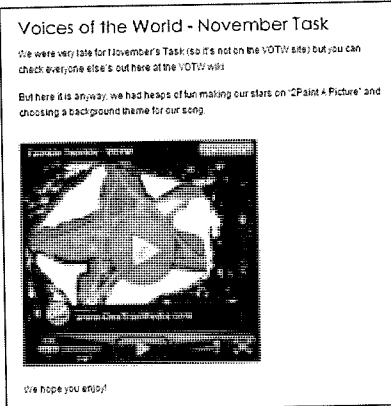 Voices of the World - November Task
We were very late for November's Task (so it's not on the VOTW site) but you can
check everyone else's out here at the VOTW wiki
But here it is anyway, we had heaps of fun making our stars on "2Paint A Picture" and
choosing a background theme for our song.
We hope you enjoy!